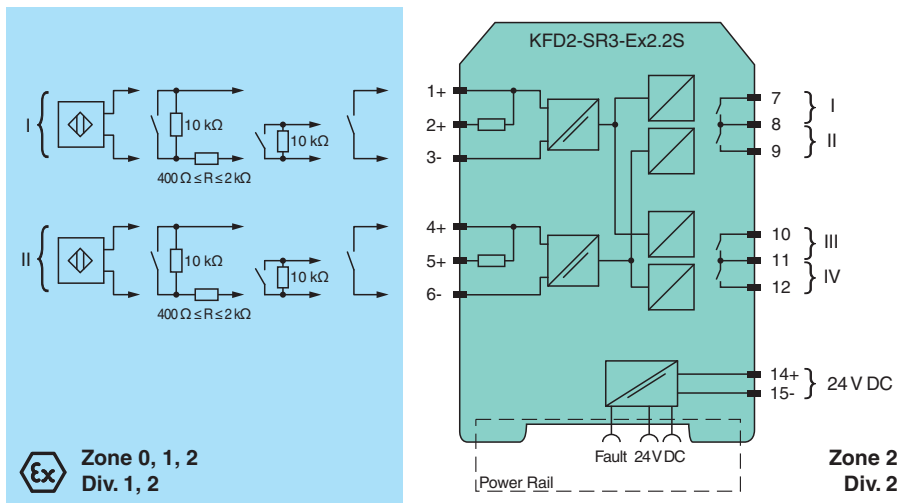 KFD2-SR3-Ex2.2S
I
10 kΩ
10 kΩ
400 Ω ≤ R ≤ 2 kΩ
II
10 kΩ
10 kΩ
400 Ω ≤ R ≤ 2 kΩ
1+
2+
3-
4+
5+
6-
7
8
9
I
II
10
11
12
III
IV
14+
15-
24 V DC
Fault 24 V DC
Power Rail
Ex
Zone 0, 1, 2
Div. 1, 2
Zone 2
Div. 2